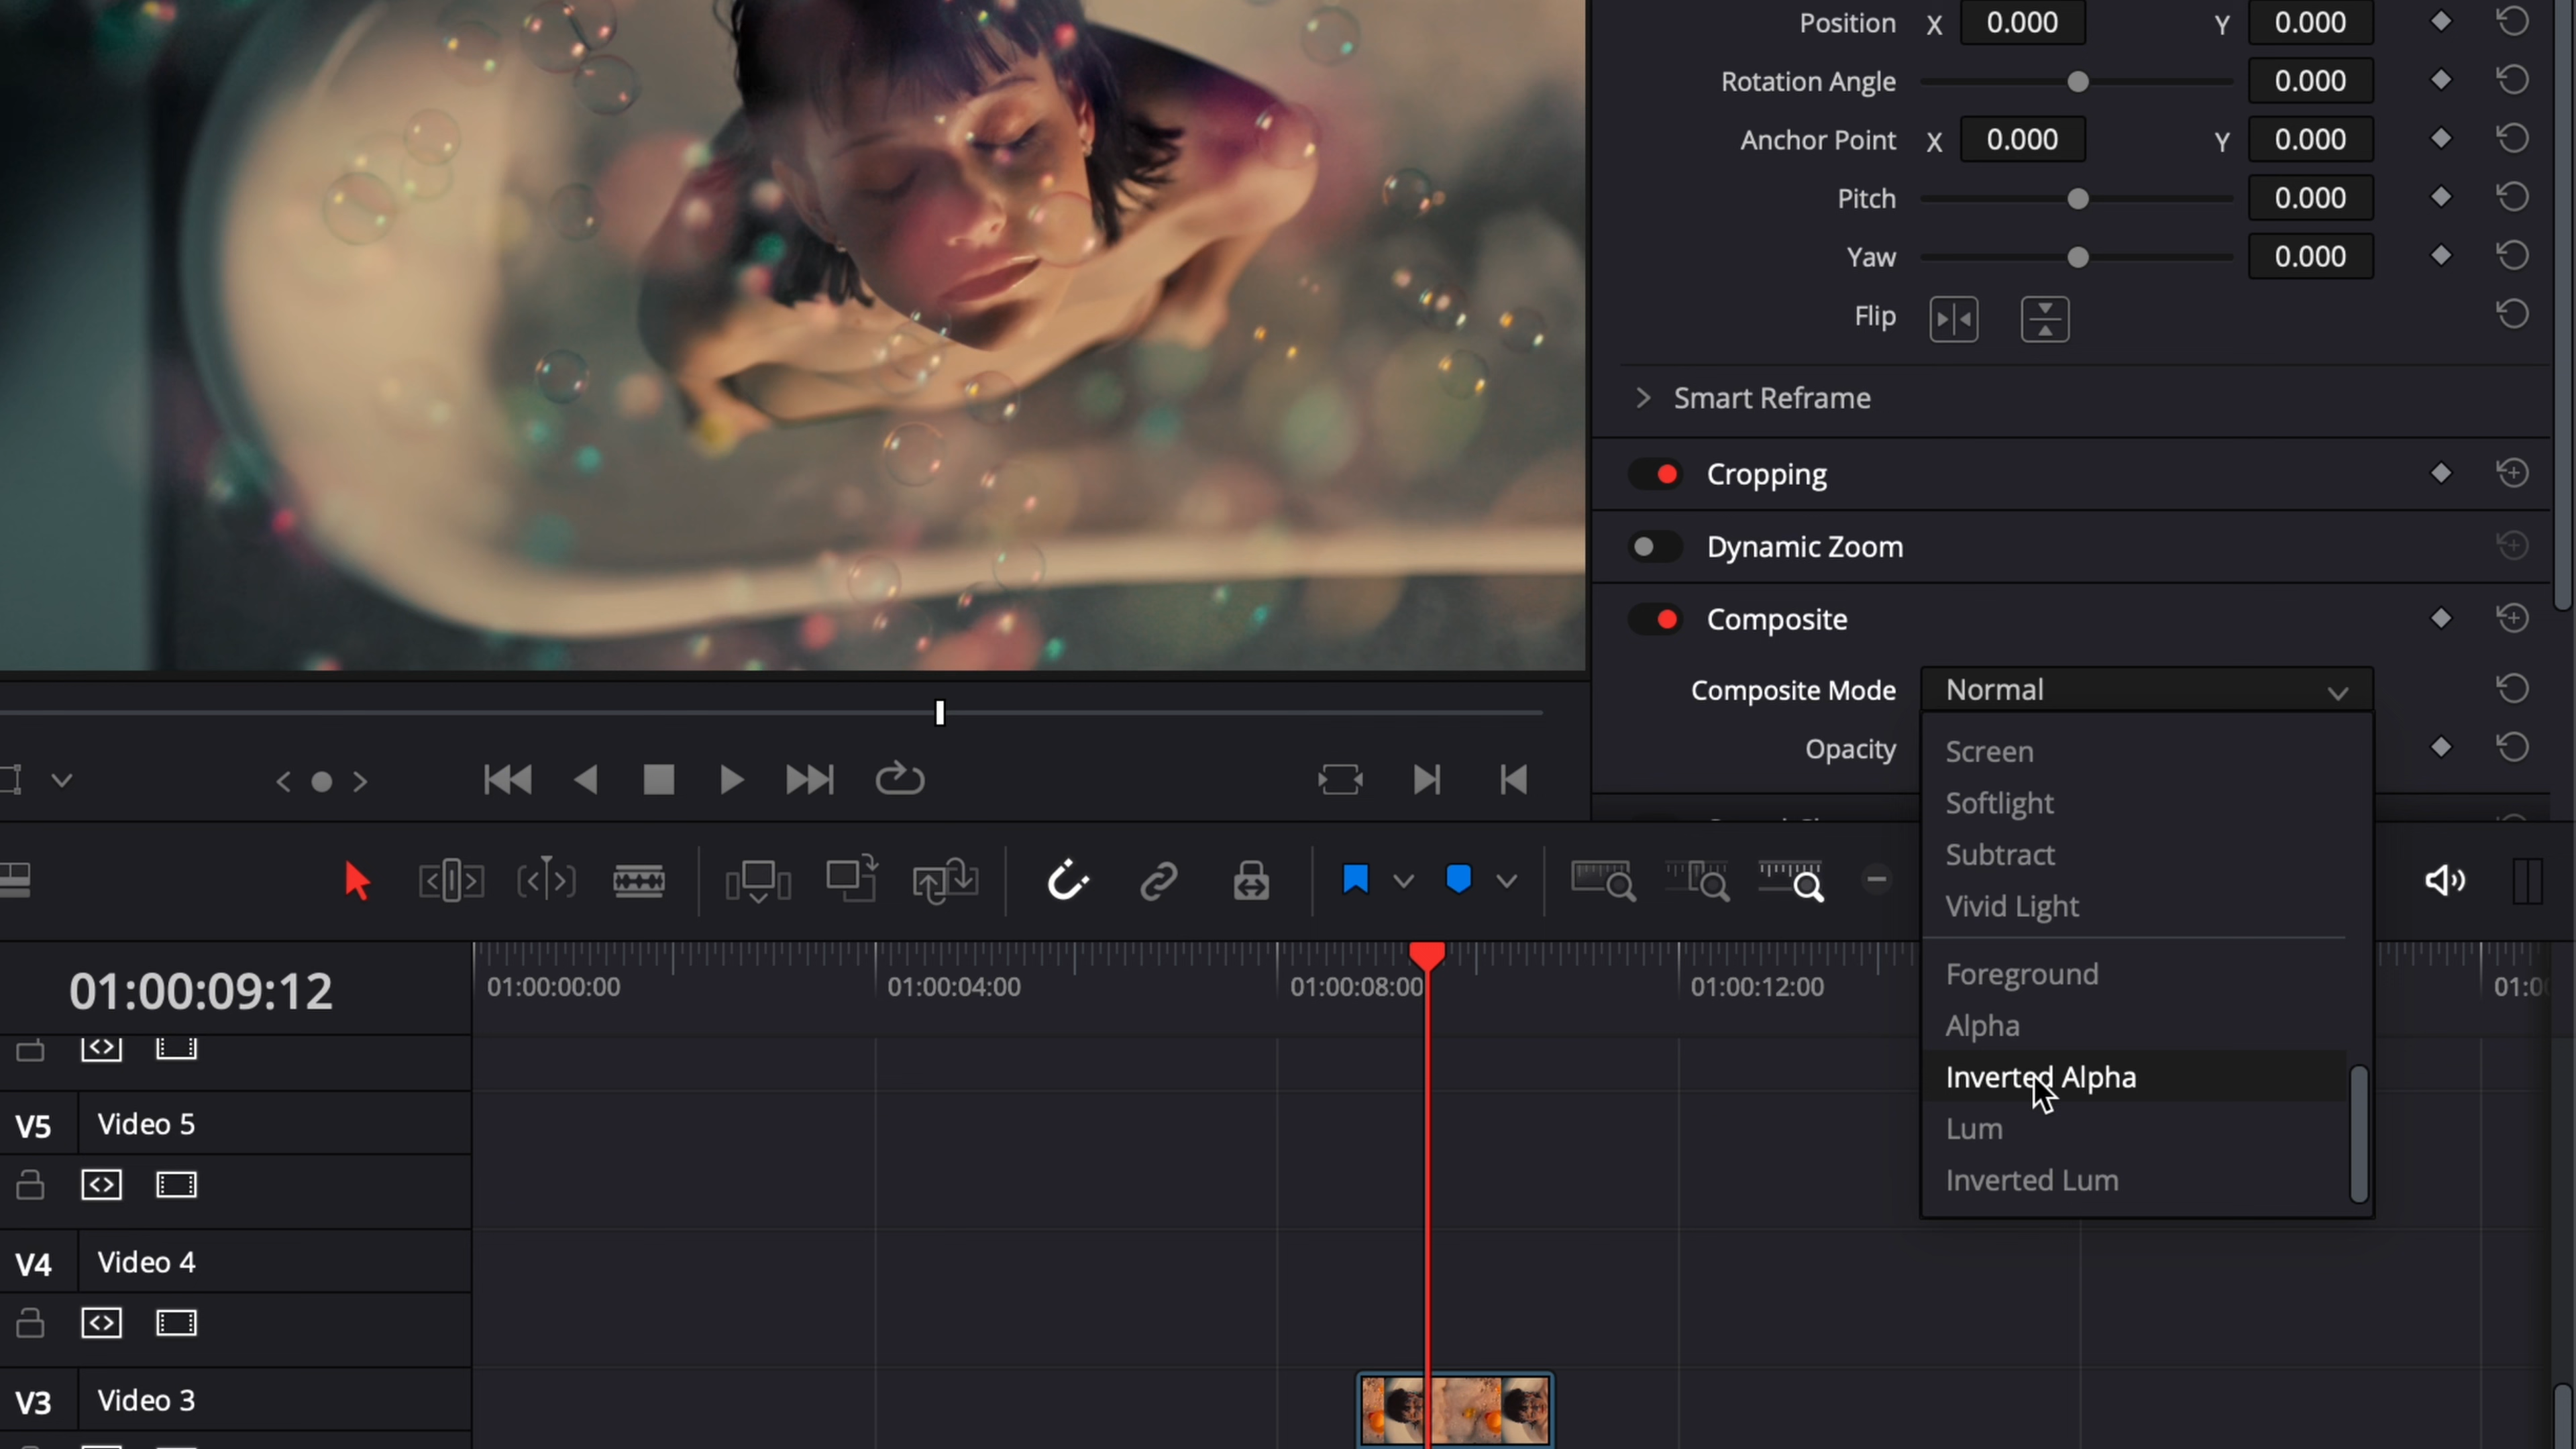 Position X 0.000 Y 0.000
Rotation Angle 0.000
Anchor Point X 0.000 Y 0.000
Pitch 0.000
Yaw 0.000
Flip
Smart Reframe
Cropping
Dynamic Zoom
Composite
Composite Mode Normal
Opacity
Screen
Softlight
Subtract
Vivid Light
Foreground
Alpha
Inverted Alpha
Lum
Inverted Lum
01:00:09:12
01:00:00:00 01:00:04:00 01:00:08:00 01:00:12:00
V5 Video 5
V4 Video 4
V3 Video 3